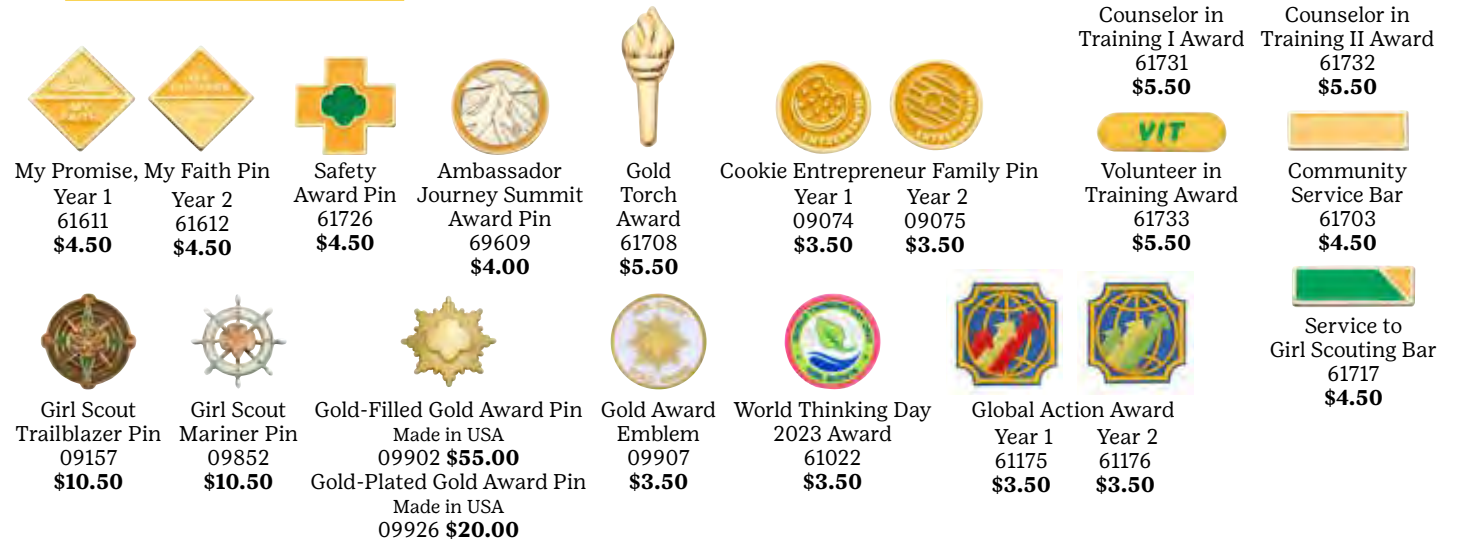 Counselor in
Training I Award
61731
$5.50
Counselor in
Training II Award
61732
$5.50
My Promise, My Faith Pin
Year 1
61611
$4.50
Year 2
61612
$4.50
Safety
Award Pin
61726
$4.50
Ambassador
Journey Summit
Award Pin
69609
$4.00
Gold
Torch
Award
61708
$5.50
ENTREPRENEUR
ENTREPRENEUR
Cookie Entrepreneur Family Pin
Year 1
09074
$3.50
Year 2
09075
$3.50
VIT
Volunteer in
Training Award
61733
$5.50
Community
Service Bar
61703
$4.50
Service to
Girl Scouting Bar
61717
$4.50
Girl Scout
Trailblazer Pin
09157
$10.50
Girl Scout
Mariner Pin
09852
$10.50
Gold-Filled Gold Award Pin
Made in USA
09902 $55.00
Gold-Plated Gold Award Pin
Made in USA
09926 $20.00
Gold Award
Emblem
09907
$3.50
World Thinking Day
2023 Award
61022
$3.50
Global Action Award
Year 1
61175
$3.50
Year 2
61176
$3.50